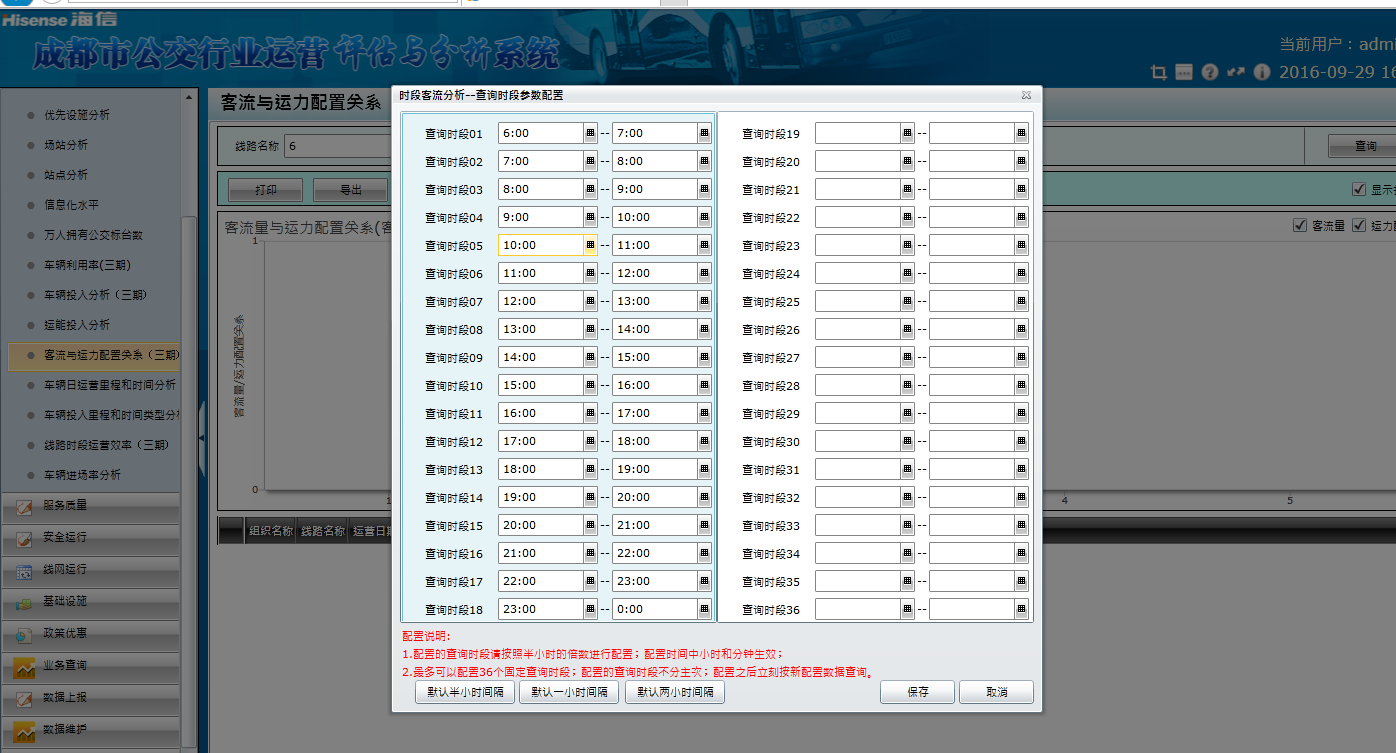 Hisense 海信
成都市公交行业运营评估与分析系统
当前用户：admi
2016-09-29 16
优先设施分析
场站分析
站点分析
信息化水平
万人拥有公交标台数
车辆利用率(三期)
车辆投入分析（三期）
运能投入分析
客流与运力配置关系（三期）
车辆日运营里程和时间分析
车辆投入里程和时间类型分析
线路时段运营效率（三期）
车辆进场率分析
服务质量
安全运行
线网运行
基础设施
政策优惠
业务查询
数据上报
数据维护
客流与运力配置关系
线路名称 6
查询
打印 导出
显示
客流量与运力配置关系(客
客流量 运力配
1
客流量/运力配置关系
0
1 4 5
组织名称 线路名称 运营日期
时段客流分析--查询时段参数配置
查询时段01 6:00 -- 7:00
查询时段02 7:00 -- 8:00
查询时段03 8:00 -- 9:00
查询时段04 9:00 -- 10:00
查询时段05 10:00 -- 11:00
查询时段06 11:00 -- 12:00
查询时段07 12:00 -- 13:00
查询时段08 13:00 -- 14:00
查询时段09 14:00 -- 15:00
查询时段10 15:00 -- 16:00
查询时段11 16:00 -- 17:00
查询时段12 17:00 -- 18:00
查询时段13 18:00 -- 19:00
查询时段14 19:00 -- 20:00
查询时段15 20:00 -- 21:00
查询时段16 21:00 -- 22:00
查询时段17 22:00 -- 23:00
查询时段18 23:00 -- 0:00
查询时段19 --
查询时段20 --
查询时段21 --
查询时段22 --
查询时段23 --
查询时段24 --
查询时段25 --
查询时段26 --
查询时段27 --
查询时段28 --
查询时段29 --
查询时段30 --
查询时段31 --
查询时段32 --
查询时段33 --
查询时段34 --
查询时段35 --
查询时段36 --
配置说明:
1.配置的查询时段请按照半小时的倍数进行配置；配置时间中小时和分钟生效；
2.最多可以配置36个固定查询时段；配置的查询时段不分主次；配置之后立刻按新配置数据查询。
默认半小时间隔 默认一小时间隔 默认两小时间隔 保存 取消